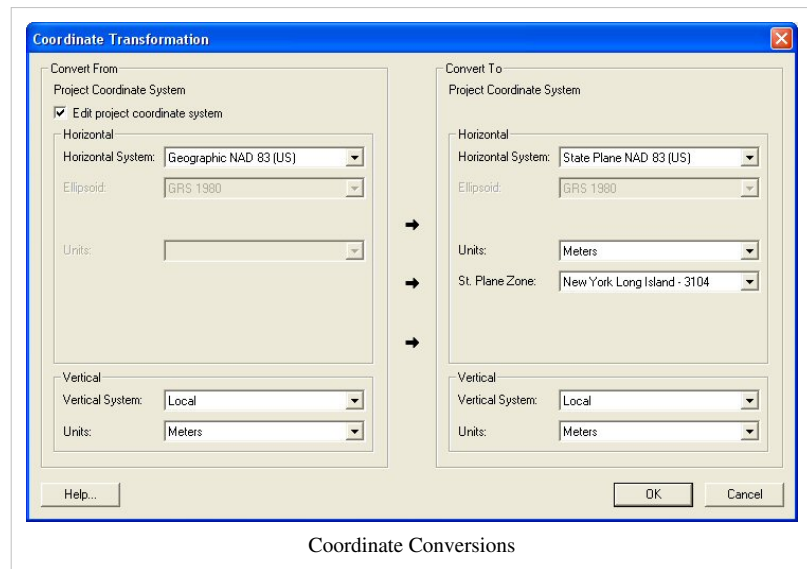 Coordinate Transformation
Convert From
Project Coordinate System
Edit project coordinate system
Horizontal
Horizontal System: Geographic NAD 83 (US)
Ellipsoid: GRS 1980
Units:
Vertical
Vertical System: Local
Units: Meters
Convert To
Project Coordinate System
Horizontal
Horizontal System: State Plane NAD 83 (US)
Ellipsoid: GRS 1980
Units: Meters
St. Plane Zone: New York Long Island - 3104
Vertical
Vertical System: Local
Units: Meters
Help...
OK
Cancel
Coordinate Conversions